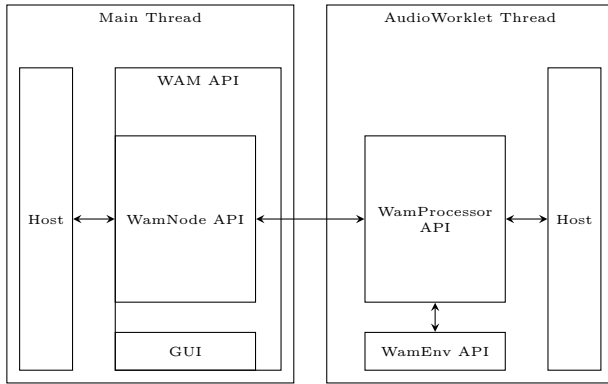 Main Thread
AudioWorklet Thread
WAM API
Host
WamNode API
WamProcessor
API
Host
GUI
WamEnv API